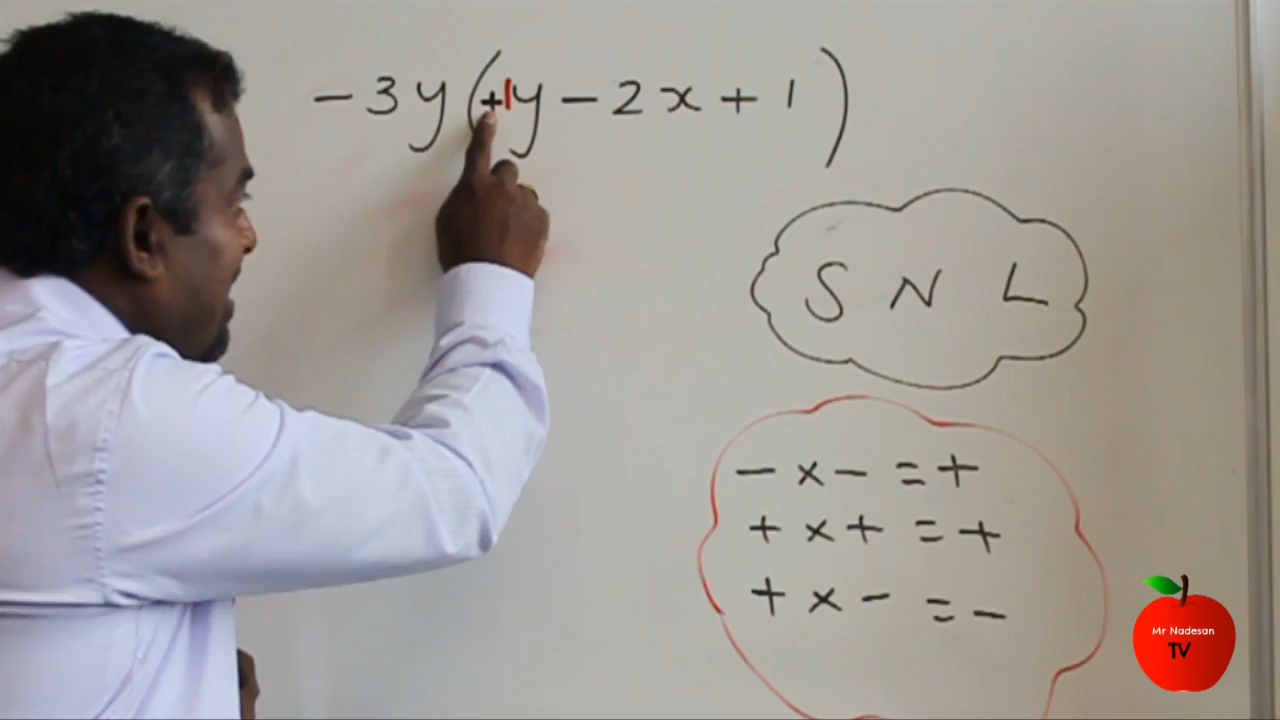 -3y(+1y-2x+1)
S N L
- x - = +
+ x + = +
+ x - = -
Mr Nadesan
TV